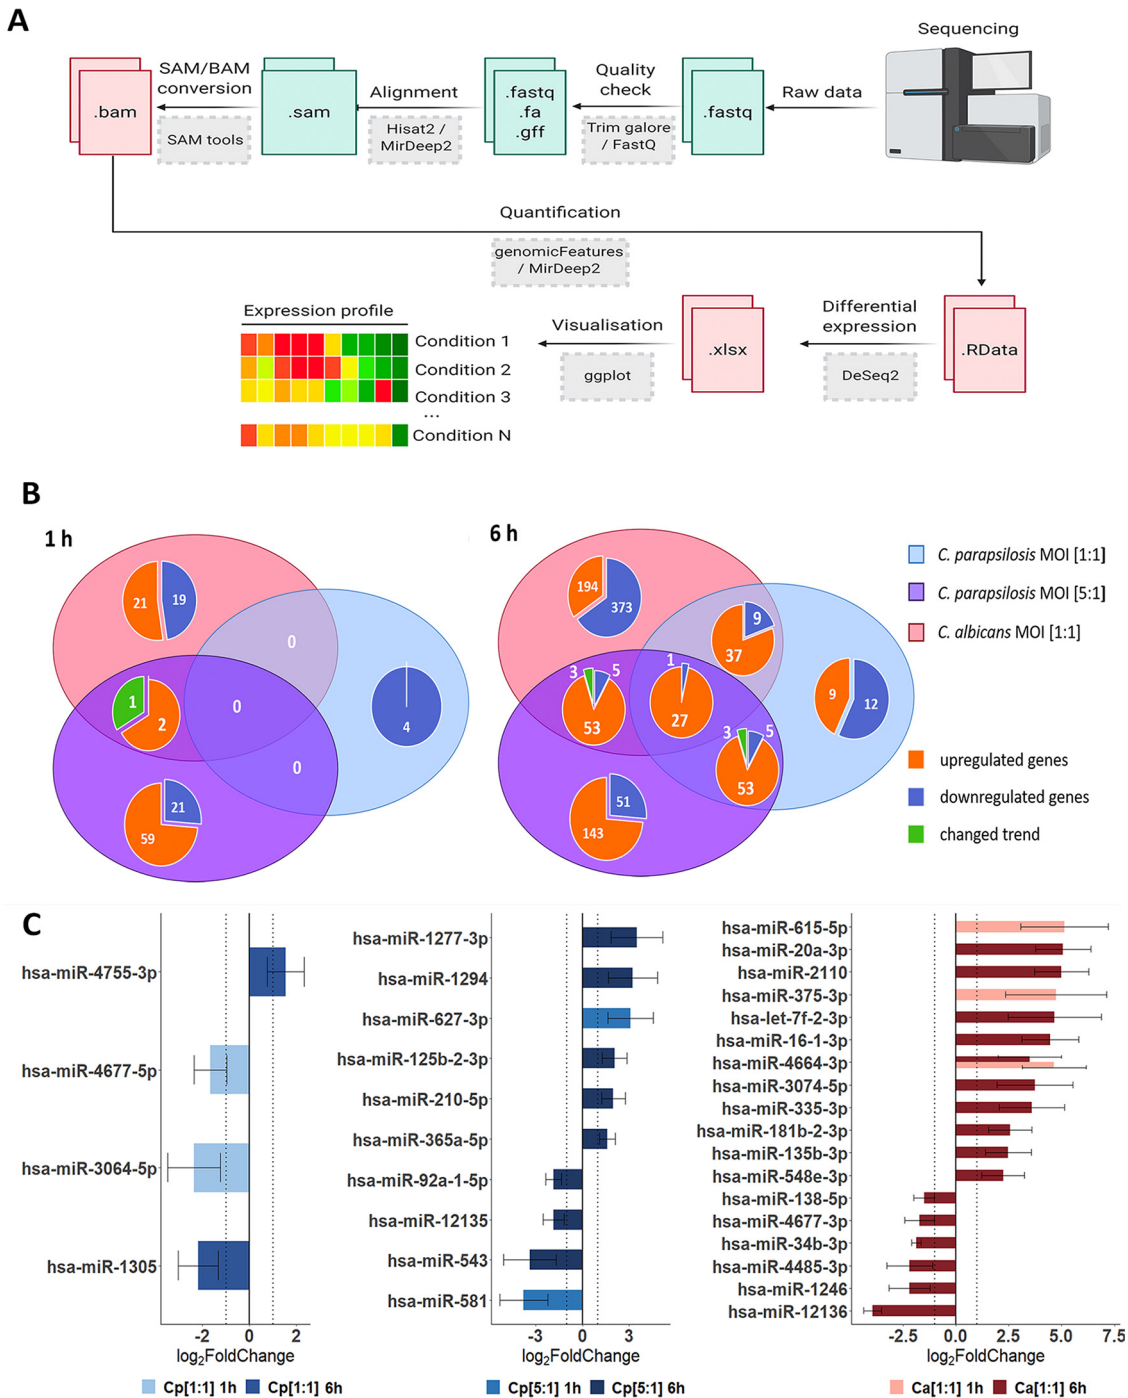 A
Sequencing
.bam
SAM/BAM
conversion
SAM tools
.sam
Alignment
Hisat2 /
MirDeep2
.fastq
.fa
.gff
Quality
check
Trim galore
/ FastQ
.fastq
Raw data
Quantification
genomicFeatures
/ MirDeep2
Expression profile
Condition 1
Condition 2
Condition 3
...
Condition N
Visualisation
ggplot
.xlsx
Differential
expression
DeSeq2
.RData
B
1 h
21
19
0
1
2
0
4
0
21
59
6 h
194
373
9
37
3
5
53
1
27
9
12
3
5
53
51
143
C. parapsilosis MOI [1:1]
C. parapsilosis MOI [5:1]
C. albicans MOI [1:1]
upregulated genes
downregulated genes
changed trend
C
hsa-miR-4755-3p
hsa-miR-4677-5p
hsa-miR-3064-5p
hsa-miR-1305
-2
0
2
log2FoldChange
Cp[1:1] 1h
Cp[1:1] 6h
hsa-miR-1277-3p
hsa-miR-1294
hsa-miR-627-3p
hsa-miR-125b-2-3p
hsa-miR-210-5p
hsa-miR-365a-5p
hsa-miR-92a-1-5p
hsa-miR-12135
hsa-miR-543
hsa-miR-581
-3
0
3
log2FoldChange
Cp[5:1] 1h
Cp[5:1] 6h
hsa-miR-615-5p
hsa-miR-20a-3p
hsa-miR-2110
hsa-miR-375-3p
hsa-let-7f-2-3p
hsa-miR-16-1-3p
hsa-miR-4664-3p
hsa-miR-3074-5p
hsa-miR-335-3p
hsa-miR-181b-2-3p
hsa-miR-135b-3p
hsa-miR-548e-3p
hsa-miR-138-5p
hsa-miR-4677-3p
hsa-miR-34b-3p
hsa-miR-4485-3p
hsa-miR-1246
hsa-miR-12136
-2.5
0.0
2.5
5.0
7.5
log2FoldChange
Ca[1:1] 1h
Ca[1:1] 6h